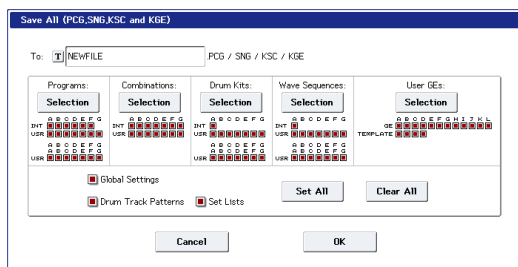 Save All (PCG,SNG,KSC and KGE)
To: T NEWFILE .PCG / SNG / KSC / KGE
Programs: Combinations: Drum Kits: Wave Sequences: User GEs:
Selection Selection Selection Selection Selection
A B C D E F G A B C D E F G A B C D E F G A B C D E F G A B C D E F G H I J K L
INT INT INT INT GE
USR USR USR USR TEMPLATE
A B C D E F G A B C D E F G A B C D E F G
A B C D E F G A B C D E F G A B C D E F G
USR USR USR
Global Settings
Drum Track Patterns Set Lists Set All Clear All
Cancel OK